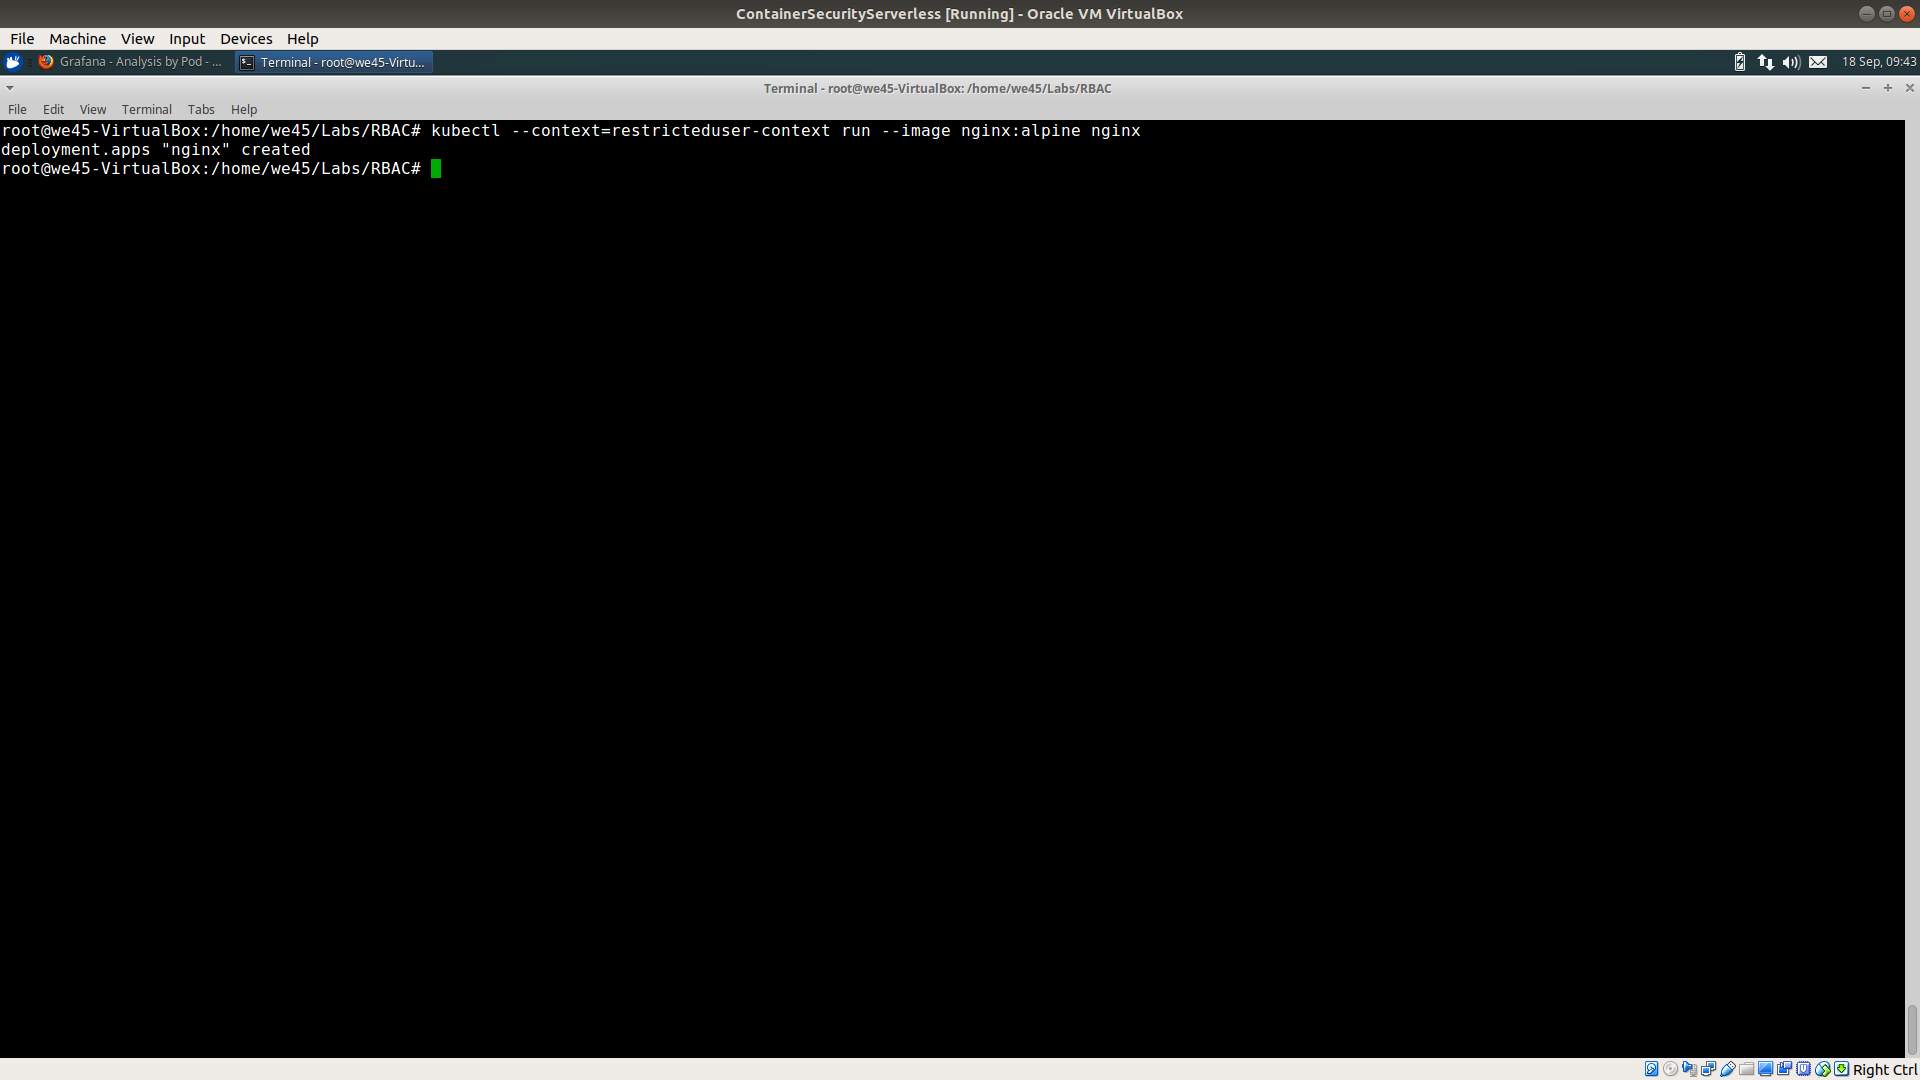 ContainerSecurityServerless [Running] - Oracle VM VirtualBox
File Machine View Input Devices Help
Grafana - Analysis by Pod - ... Terminal - root@we45-Virtu... 18 Sep, 09:43
Terminal - root@we45-VirtualBox: /home/we45/Labs/RBAC
File Edit View Terminal Tabs Help
root@we45-VirtualBox:/home/we45/Labs/RBAC# kubectl --context=restricteduser-context run --image nginx:alpine nginx
deployment.apps "nginx" created
root@we45-VirtualBox:/home/we45/Labs/RBAC#
Right Ctrl